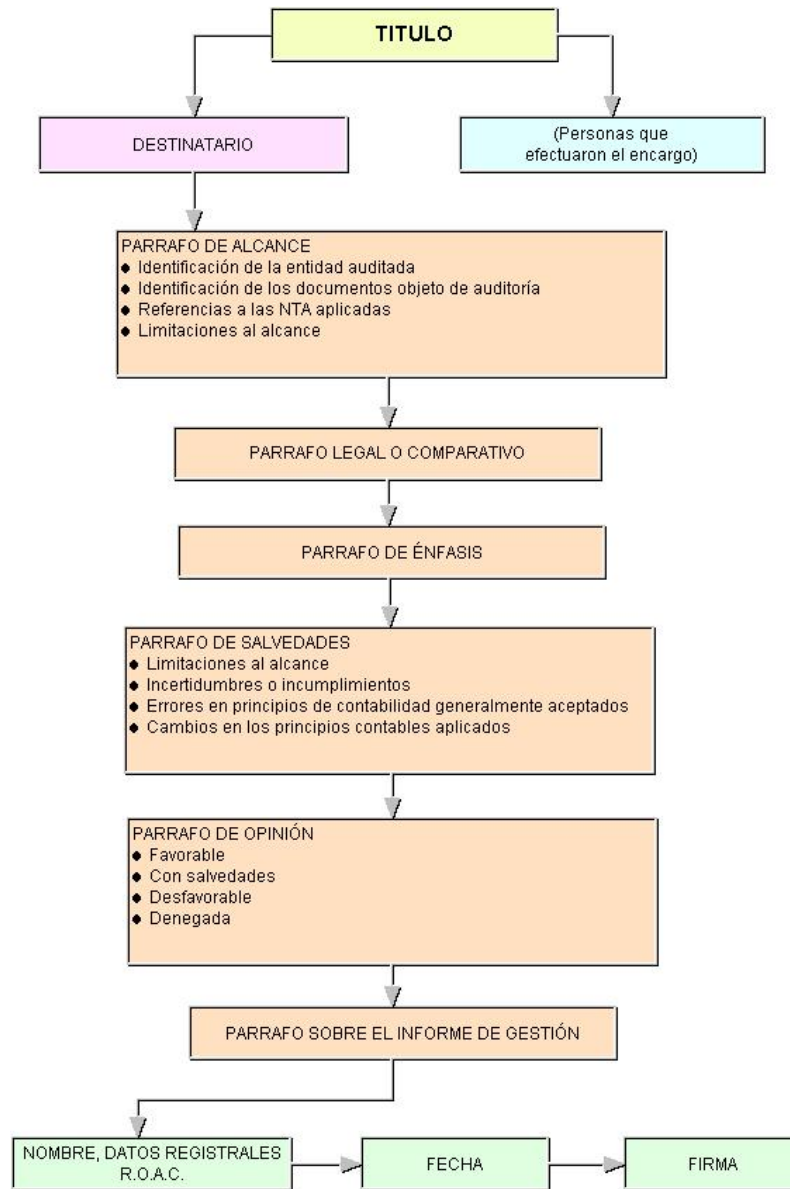 TITULO
DESTINATARIO
(Personas que
efectuaron el encargo)
PARRAFO DE ALCANCE
● Identificación de la entidad auditada
● Identificación de los documentos objeto de auditoría
● Referencias a las NTA aplicadas
● Limitaciones al alcance
PARRAFO LEGAL O COMPARATIVO
PARRAFO DE ÉNFASIS
PARRAFO DE SALVEDADES
● Limitaciones al alcance
● Incertidumbres o incumplimientos
● Errores en principios de contabilidad generalmente aceptados
● Cambios en los principios contables aplicados
PARRAFO DE OPINIÓN
● Favorable
● Con salvedades
● Desfavorable
● Denegada
PARRAFO SOBRE EL INFORME DE GESTIÓN
NOMBRE, DATOS REGISTRALES
R.O.A.C.
FECHA
FIRMA